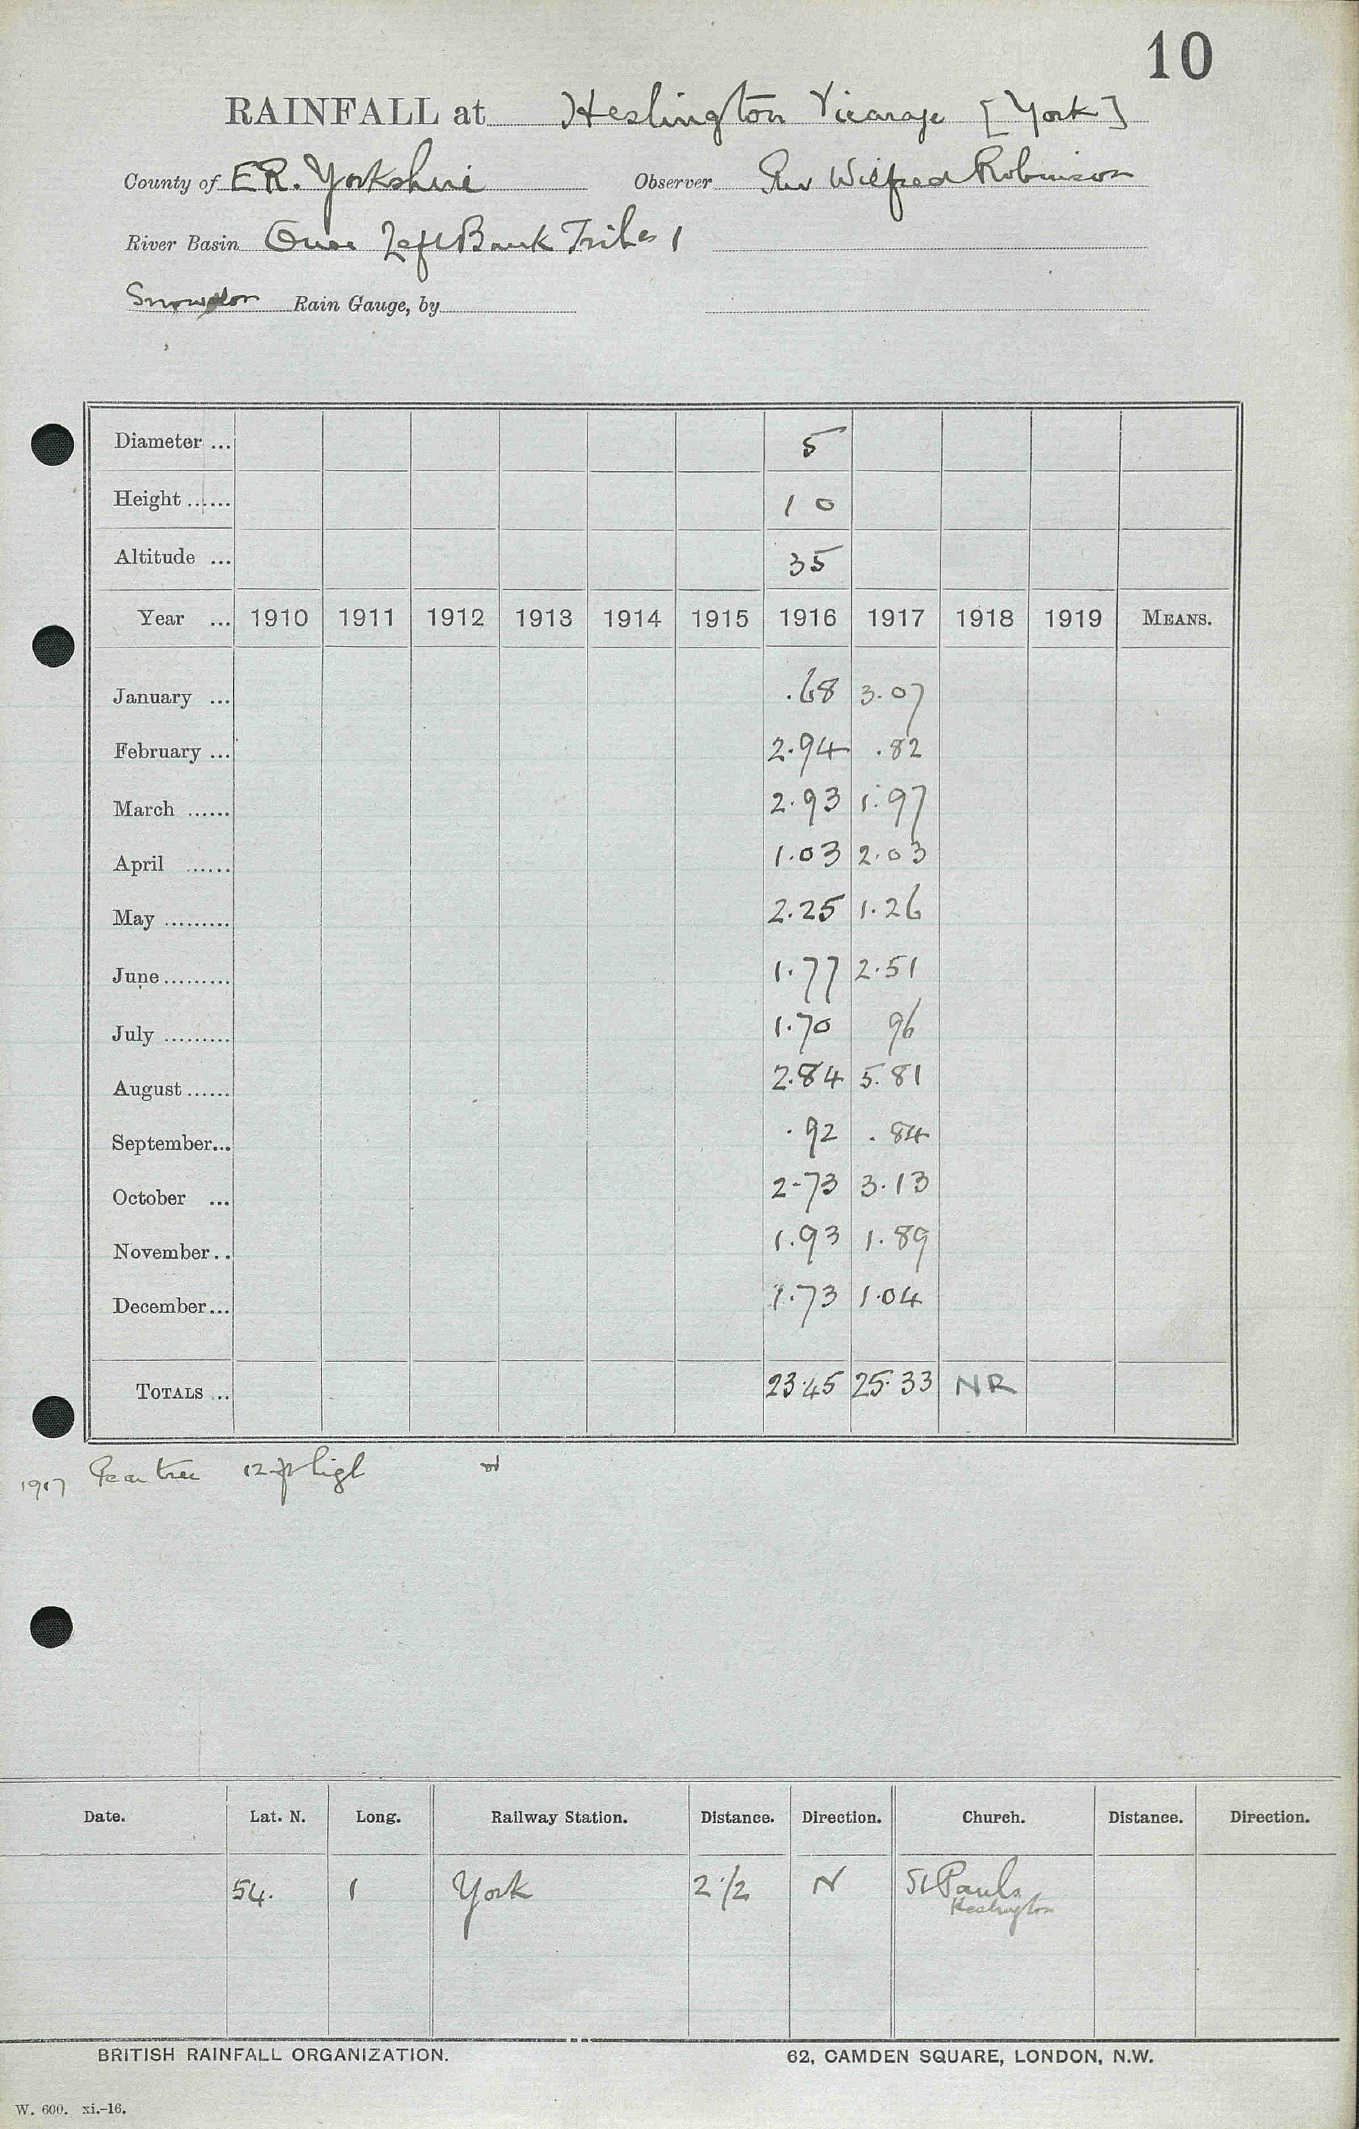 10
RAINFALL at Heslington Vicarage [York]
County of E.R. Yorkshire Observer Rev Wilfred Robinson
River Basin Ouse Left Bank Tribs 1
Snowdon Rain Gauge, by
Diameter ... 5
Height ...... 1 0
Altitude ... 35
Year ... 1910 1911 1912 1913 1914 1915 1916 1917 1918 1919 MEANS.
January ... .68 3.07
February ... 2.94 .82
March ...... 2.93 1.97
April ...... 1.03 2.03
May ......... 2.25 1.26
June ......... 1.77 2.51
July ......... 1.70 96
August ...... 2.84 5.81
September... .92 .84
October ... 2-73 3.13
November .. 1.93 1.89
December... 1.73 1.04
TOTALS ... 23.45 25.33 NR
1917 Pear tree 12 ft high
Date. Lat. N. Long. Railway Station. Distance. Direction. Church. Distance. Direction.
54. 1 York 2 1/2 N St Pauls
Heslington
BRITISH RAINFALL ORGANIZATION. 62, CAMDEN SQUARE, LONDON, N.W.
W. 600. xi.-16.